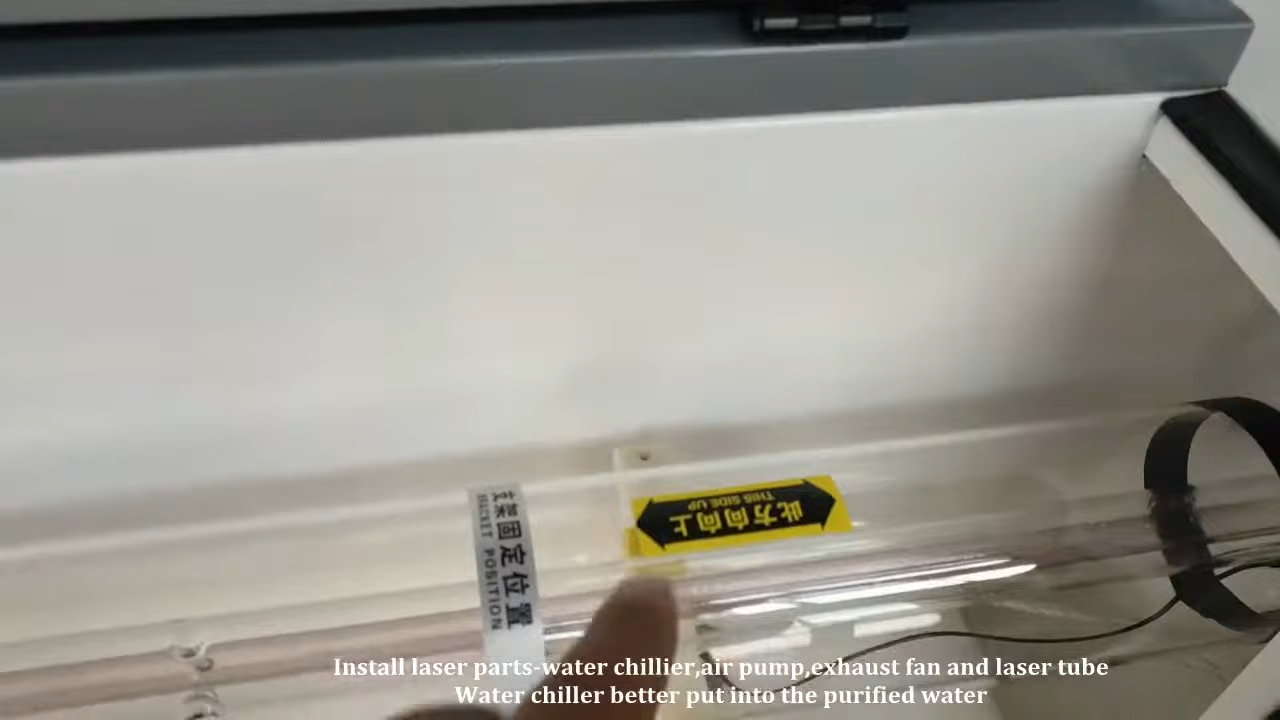 此方向向上
THIS SIDE UP
支架固定位置
BRACKET POSITION
Install laser parts-water chillier,air pump,exhaust fan and laser tube
Water chiller better put into the purified water